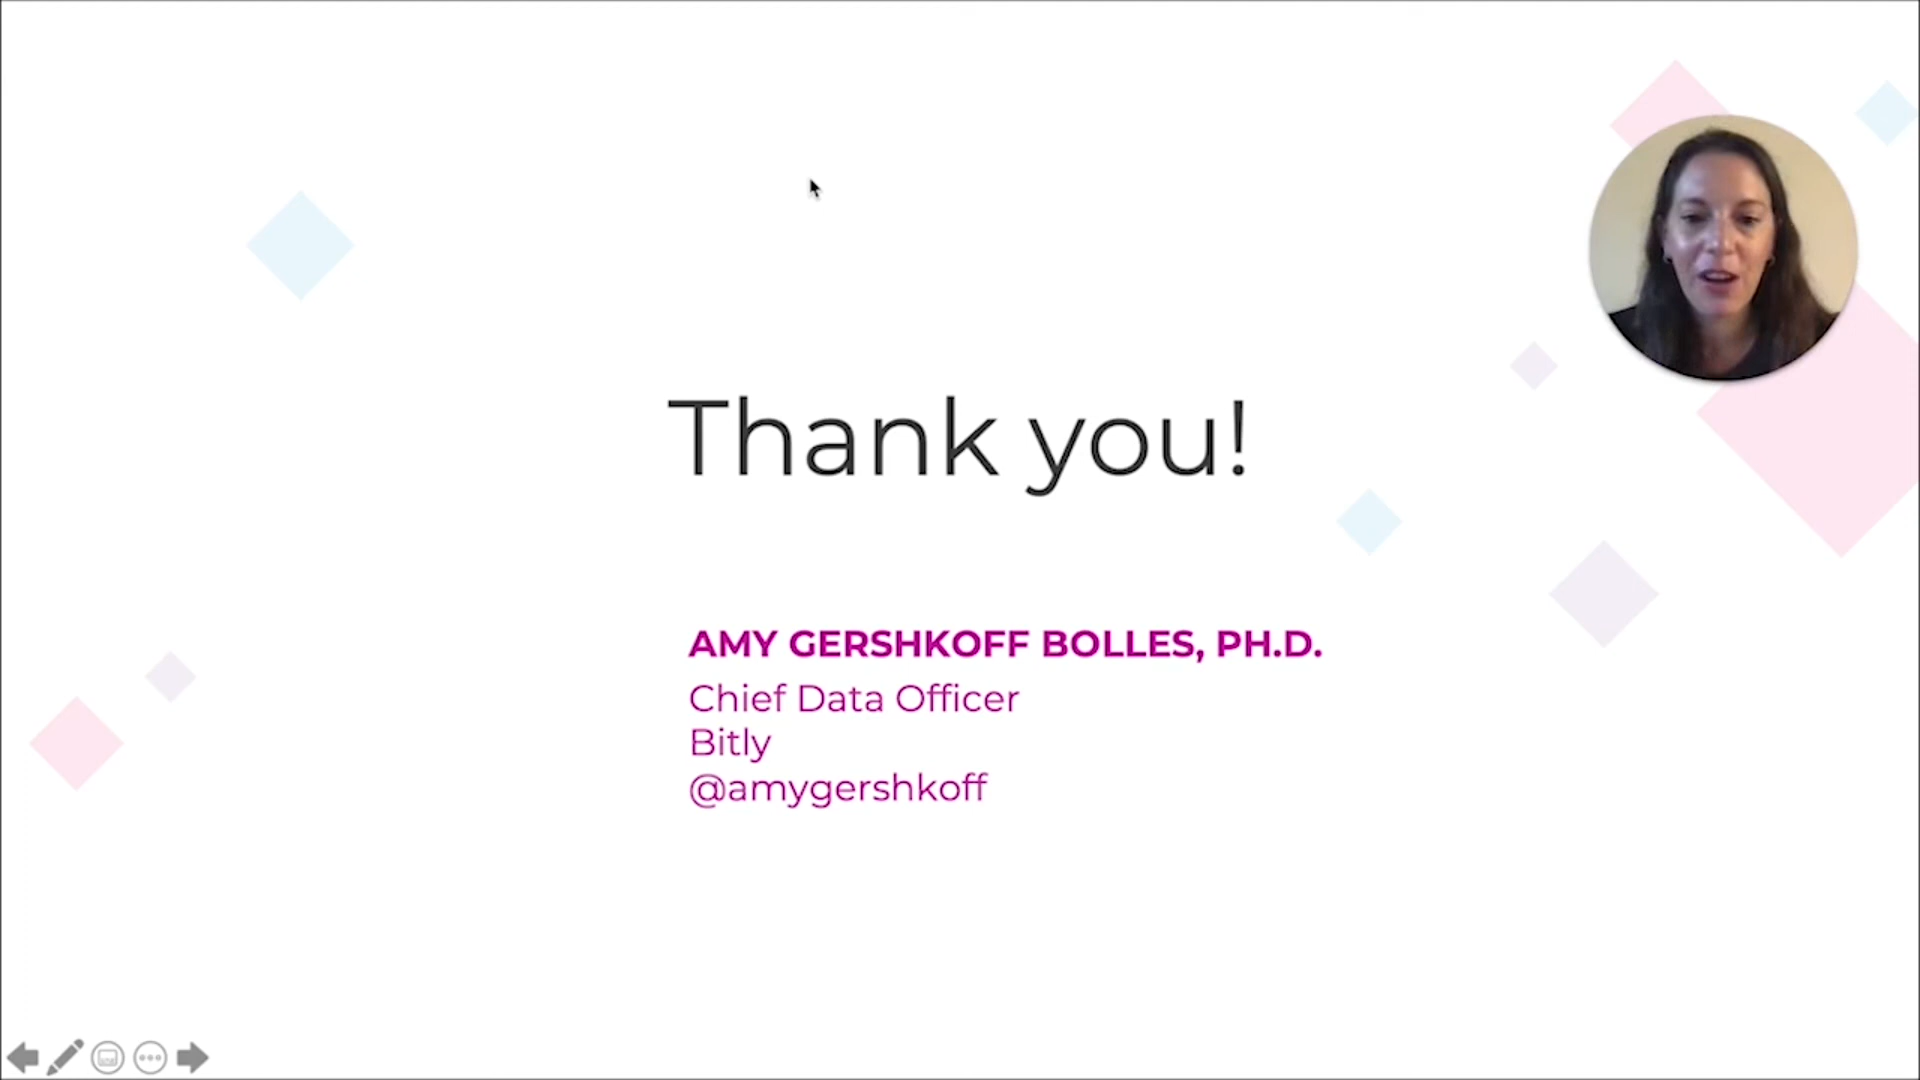 Thank you!
AMY GERSHKOFF BOLLES, PH.D.
Chief Data Officer
Bitly
@amygershkoff